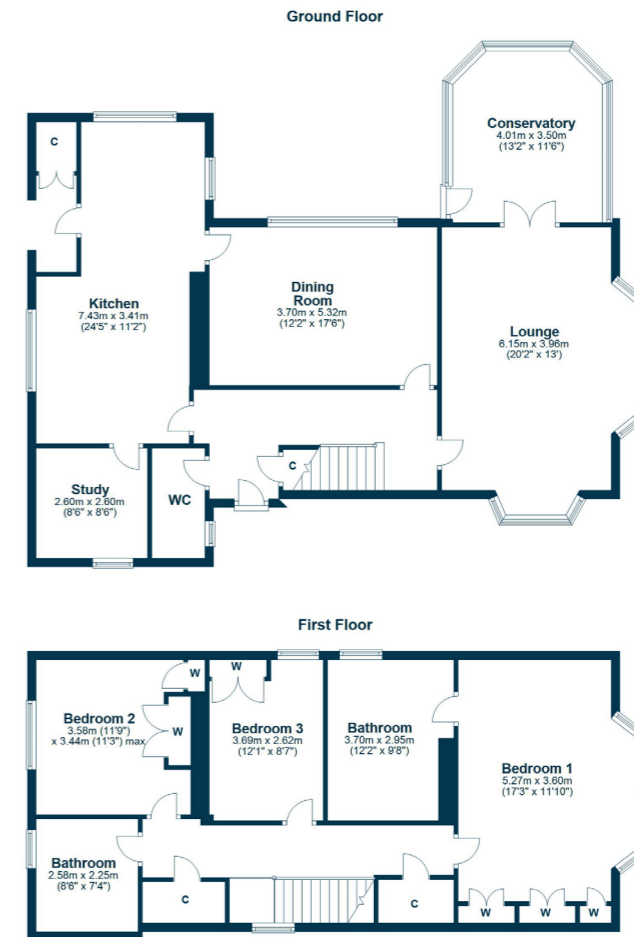 Ground Floor
Conservatory
4.01m x 3.50m
(13'2" x 11'6")
C
Kitchen
7.43m x 3.41m
(24'5" x 11'2")
Dining
Room
3.70m x 5.32m
(12'2" x 17'6")
Lounge
6.15m x 3.96m
(20'2" x 13')
Study
2.60m x 2.60m
(8'6" x 8'6")
WC
C
First Floor
Bedroom 2
3.58m (11'9")
x 3.44m (11'3") max
W
W
W
Bedroom 3
3.69m x 2.62m
(12'1" x 8'7")
Bathroom
3.70m x 2.95m
(12'2" x 9'8")
Bedroom 1
5.27m x 3.60m
(17'3" x 11'10")
Bathroom
2.58m x 2.25m
(8'6" x 7'4")
C
C
W
W
W